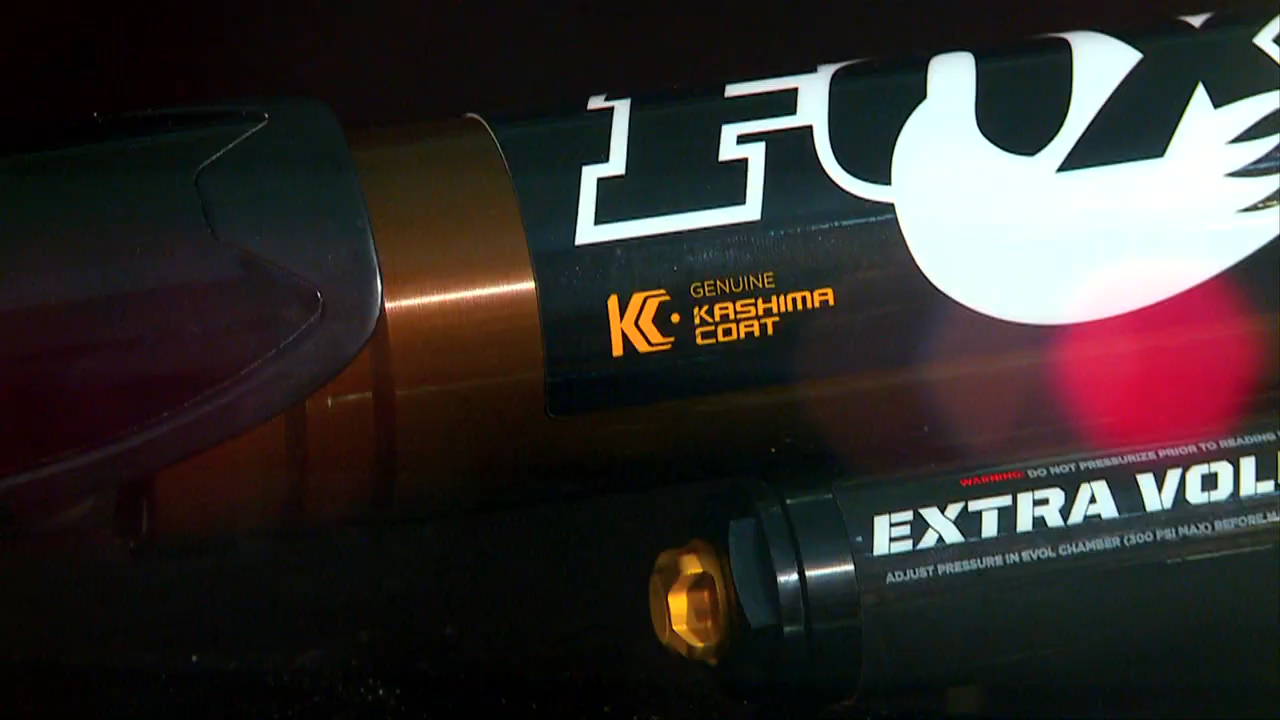 FOX
GENUINE
KASHIMA
COAT
WARNING: DO NOT PRESSURIZE PRIOR TO READING
EXTRA VOL
ADJUST PRESSURE IN EVOL CHAMBER (300 PSI MAX) BEFORE